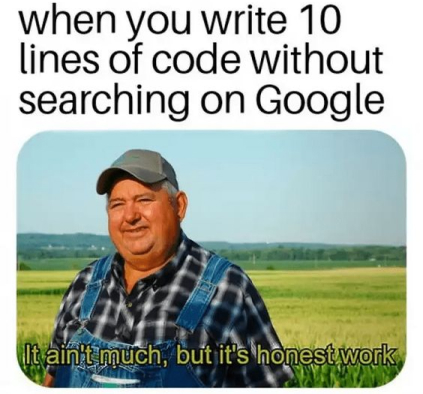 when you write 10
lines of code without
searching on Google
It ain't much, but it's honest work